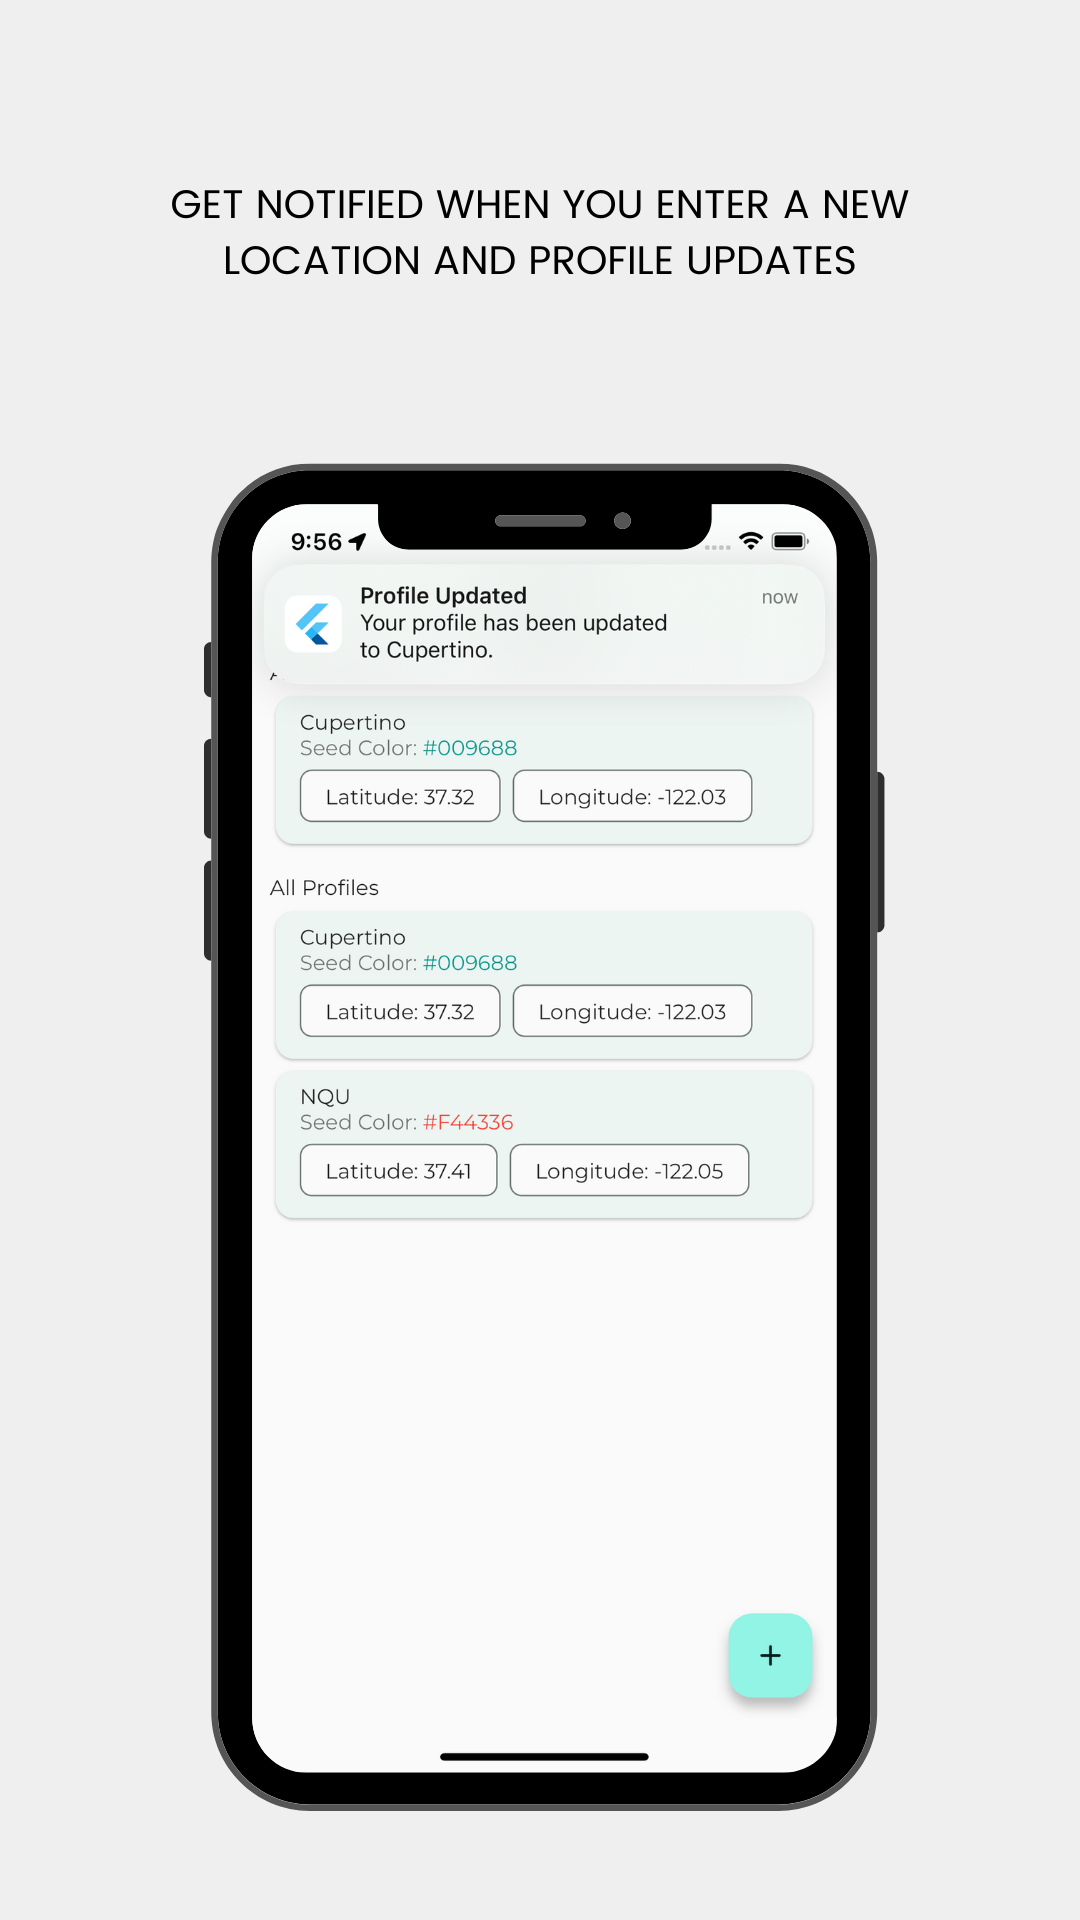 GET NOTIFIED WHEN YOU ENTER A NEW
LOCATION AND PROFILE UPDATES
9:56
Profile Updated
now
Your profile has been updated
to Cupertino.
Cupertino
Seed Color: #009688
Latitude: 37.32
Longitude: -122.03
All Profiles
Cupertino
Seed Color: #009688
Latitude: 37.32
Longitude: -122.03
NQU
Seed Color: #F44336
Latitude: 37.41
Longitude: -122.05
+